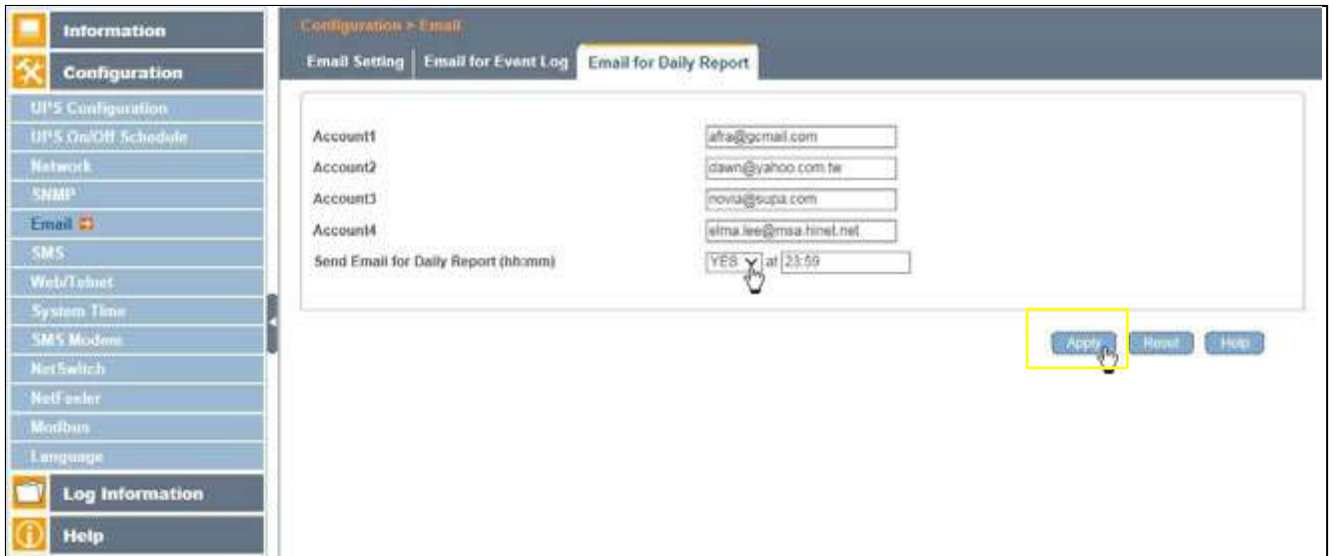 Information
Configuration
UPS Configuration
UPS On/Off Schedule
Network
SNMP
Email
SMS
Web/Telnet
System Time
SMS Modem
NetSwitch
NetFeeler
Modbus
Language
Log Information
Help
Configuration > Email
Email Setting Email for Event Log Email for Daily Report
Account1 afra@gcmail.com
Account2 dawn@yahoo.com.tw
Account3 novia@supa.com
Account4 elma.lee@msa.hinet.net
Send Email for Daily Report (hh:mm) YES at 23:59
Apply Reset Help